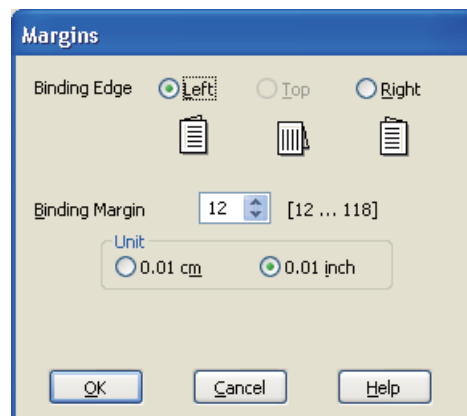 Margins
Binding Edge Left Top Right
Binding Margin 12 [12 ... 118]
Unit
0.01 cm 0.01 inch
OK Cancel Help